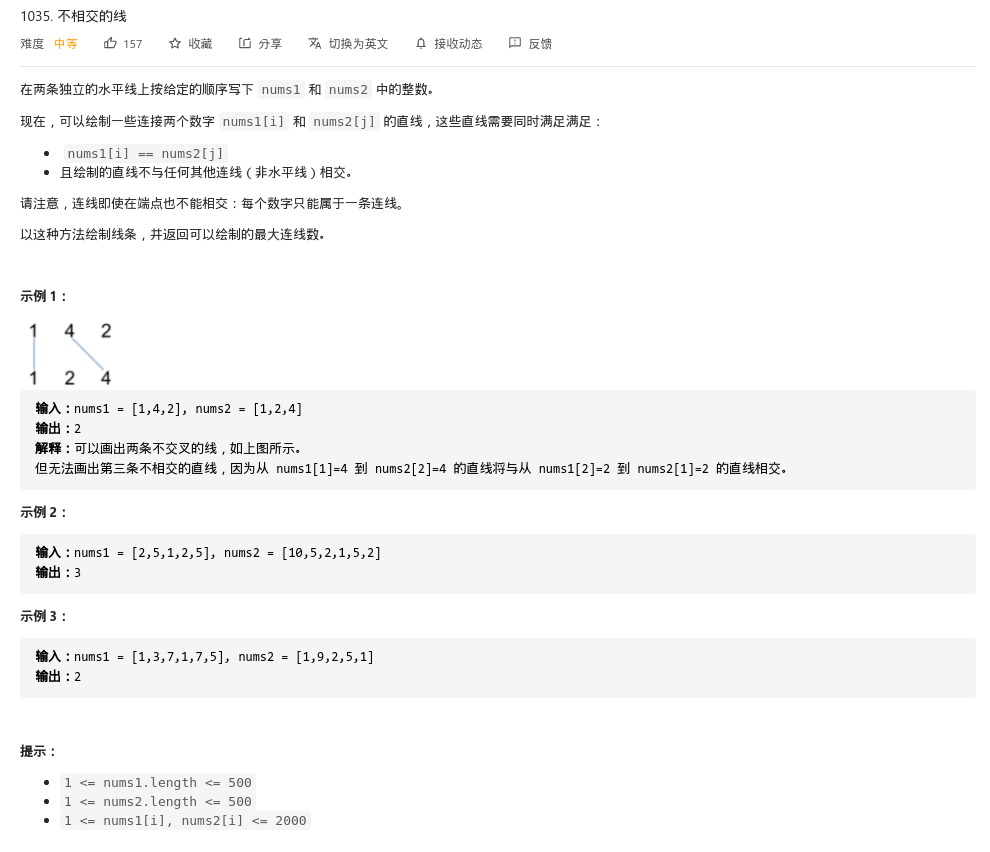 1035. 不相交的线
难度 中等 157 收藏 分享 切换为英文 接收动态 反馈
在两条独立的水平线上按给定的顺序写下 nums1 和 nums2 中的整数。
现在，可以绘制一些连接两个数字 nums1[i] 和 nums2[j] 的直线，这些直线需要同时满足满足：
nums1[i] == nums2[j]
且绘制的直线不与任何其他连线（非水平线）相交。
请注意，连线即使在端点也不能相交：每个数字只能属于一条连线。
以这种方法绘制线条，并返回可以绘制的最大连线数。
示例 1：
1 4 2
1 2 4
输入：nums1 = [1,4,2], nums2 = [1,2,4]
输出：2
解释：可以画出两条不交叉的线，如上图所示。
但无法画出第三条不相交的直线，因为从 nums1[1]=4 到 nums2[2]=4 的直线将与从 nums1[2]=2 到 nums2[1]=2 的直线相交。
示例 2：
输入：nums1 = [2,5,1,2,5], nums2 = [10,5,2,1,5,2]
输出：3
示例 3：
输入：nums1 = [1,3,7,1,7,5], nums2 = [1,9,2,5,1]
输出：2
提示：
1 <= nums1.length <= 500
1 <= nums2.length <= 500
1 <= nums1[i], nums2[i] <= 2000